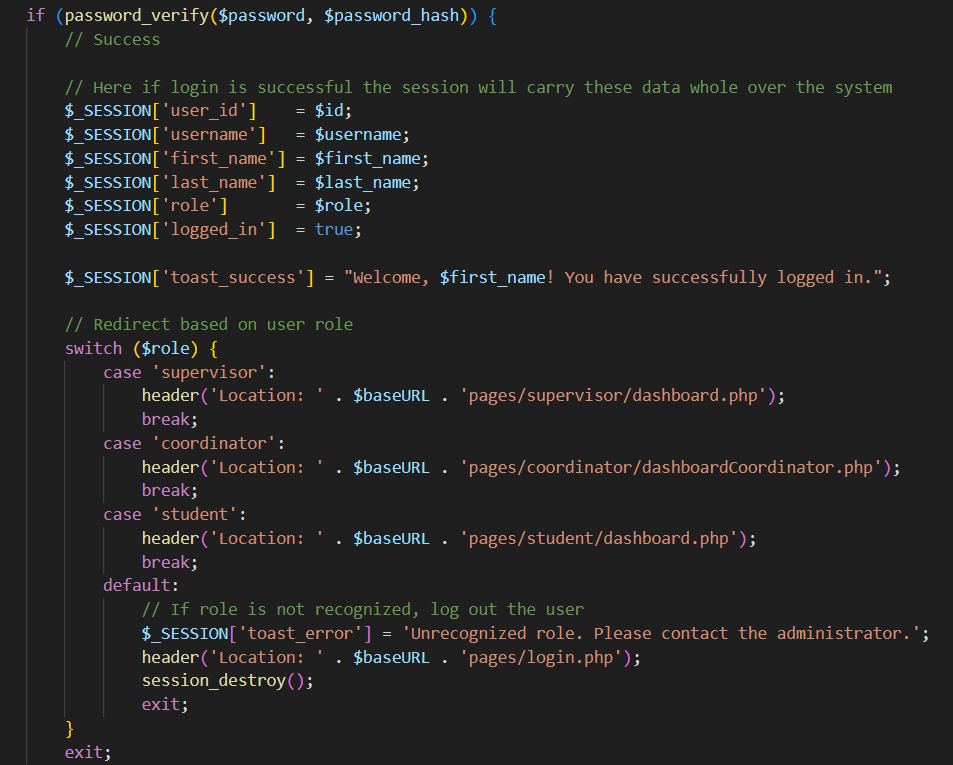 if (password_verify($password, $password_hash)) {
// Success
// Here if login is successful the session will carry these data whole over the system
$_SESSION['user_id']    = $id;
$_SESSION['username']   = $username;
$_SESSION['first_name'] = $first_name;
$_SESSION['last_name']  = $last_name;
$_SESSION['role']       = $role;
$_SESSION['logged_in']  = true;
$_SESSION['toast_success'] = "Welcome, $first_name! You have successfully logged in.";
// Redirect based on user role
switch ($role) {
case 'supervisor':
header('Location: ' . $baseURL . 'pages/supervisor/dashboard.php');
break;
case 'coordinator':
header('Location: ' . $baseURL . 'pages/coordinator/dashboardCoordinator.php');
break;
case 'student':
header('Location: ' . $baseURL . 'pages/student/dashboard.php');
break;
default:
// If role is not recognized, log out the user
$_SESSION['toast_error'] = 'Unrecognized role. Please contact the administrator.';
header('Location: ' . $baseURL . 'pages/login.php');
session_destroy();
exit;
}
exit;